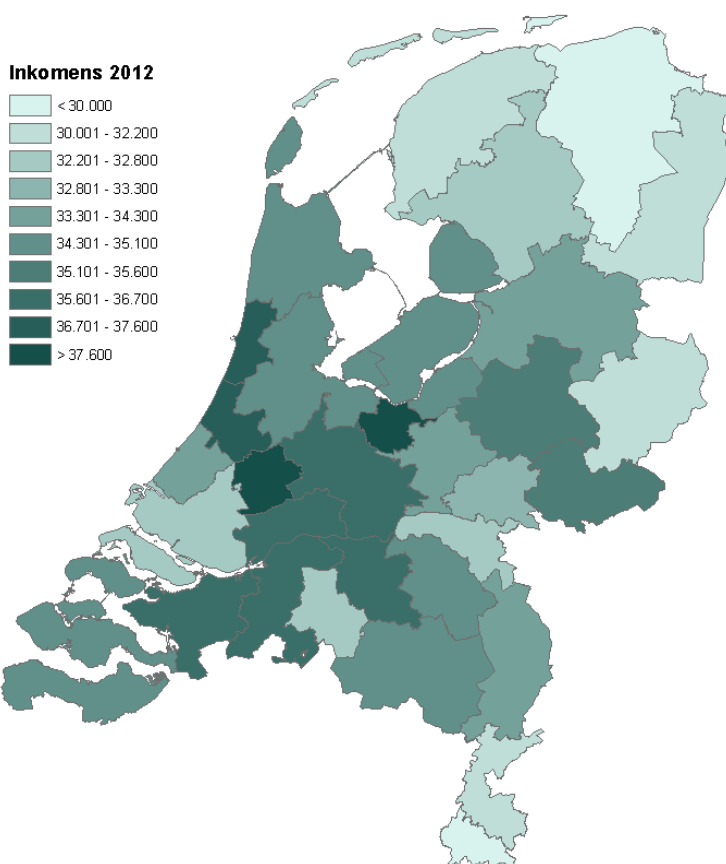 Inkomens 2012
< 30.000
30.001 - 32.200
32.201 - 32.800
32.801 - 33.300
33.301 - 34.300
34.301 - 35.100
35.101 - 35.600
35.601 - 36.700
36.701 - 37.600
> 37.600